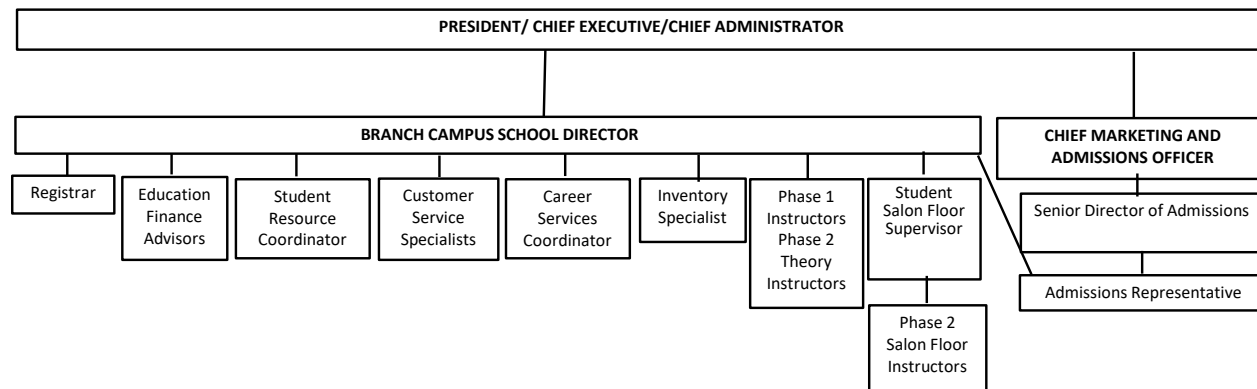 PRESIDENT/ CHIEF EXECUTIVE/CHIEF ADMINISTRATOR
BRANCH CAMPUS SCHOOL DIRECTOR
CHIEF MARKETING AND
ADMISSIONS OFFICER
Registrar
Education
Finance
Advisors
Student
Resource
Coordinator
Customer
Service
Specialists
Career
Services
Coordinator
Inventory
Specialist
Phase 1
Instructors
Phase 2
Theory
Instructors
Student
Salon Floor
Supervisor
Phase 2
Salon Floor
Instructors
Senior Director of Admissions
Admissions Representative